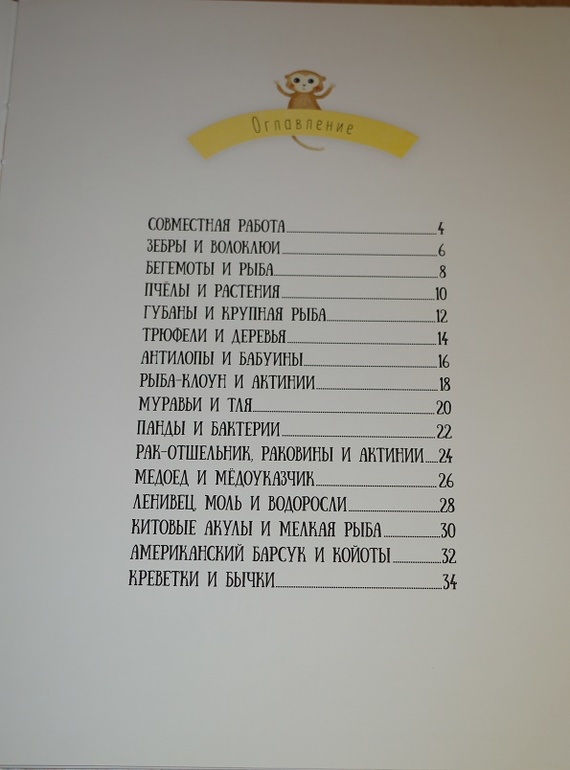 Оглавление
СОВМЕСТНАЯ РАБОТА 4
ЗЕБРЫ И ВОЛОКЛЮИ 6
БЕГЕМОТЫ И РЫБА 8
ПЧЁЛЫ И РАСТЕНИЯ 10
ГУБАНЫ И КРУПНАЯ РЫБА 12
ТРЮФЕЛИ И ДЕРЕВЬЯ 14
АНТИЛОПЫ И БАБУИНЫ 16
РЫБА-КЛОУН И АКТИНИИ 18
МУРАВЬИ И ТЛЯ 20
ПАНДЫ И БАКТЕРИИ 22
РАК-ОТШЕЛЬНИК, РАКОВИНЫ И АКТИНИИ 24
МЕДОЕД И МЁДОУКАЗЧИК 26
ЛЕНИВЕЦ, МОЛЬ И ВОДОРОСЛИ 28
КИТОВЫЕ АКУЛЫ И МЕЛКАЯ РЫБА 30
АМЕРИКАНСКИЙ БАРСУК И КОЙОТЫ 32
КРЕВЕТКИ И БЫЧКИ 34